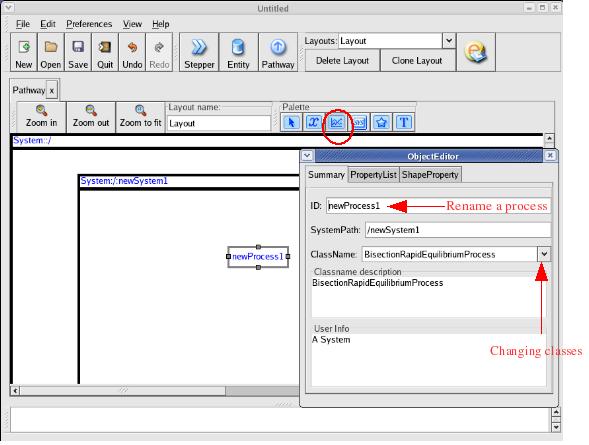 Untitled
File Edit Preferences View Help
New Open Save Quit Undo Redo Stepper Entity Pathway
Layouts: Layout
Delete Layout Clone Layout
Pathway x
Zoom in Zoom out Zoom to fit
Layout name:
Layout
Palette
T
System::/
System:/:newSystem1
newProcess1
ObjectEditor
Summary PropertyList ShapeProperty
ID: newProcess1
Rename a process
SystemPath: /newSystem1
ClassName: BisectionRapidEquilibriumProcess
Classname description
BisectionRapidEquilibriumProcess
User Info
A System
Changing classes